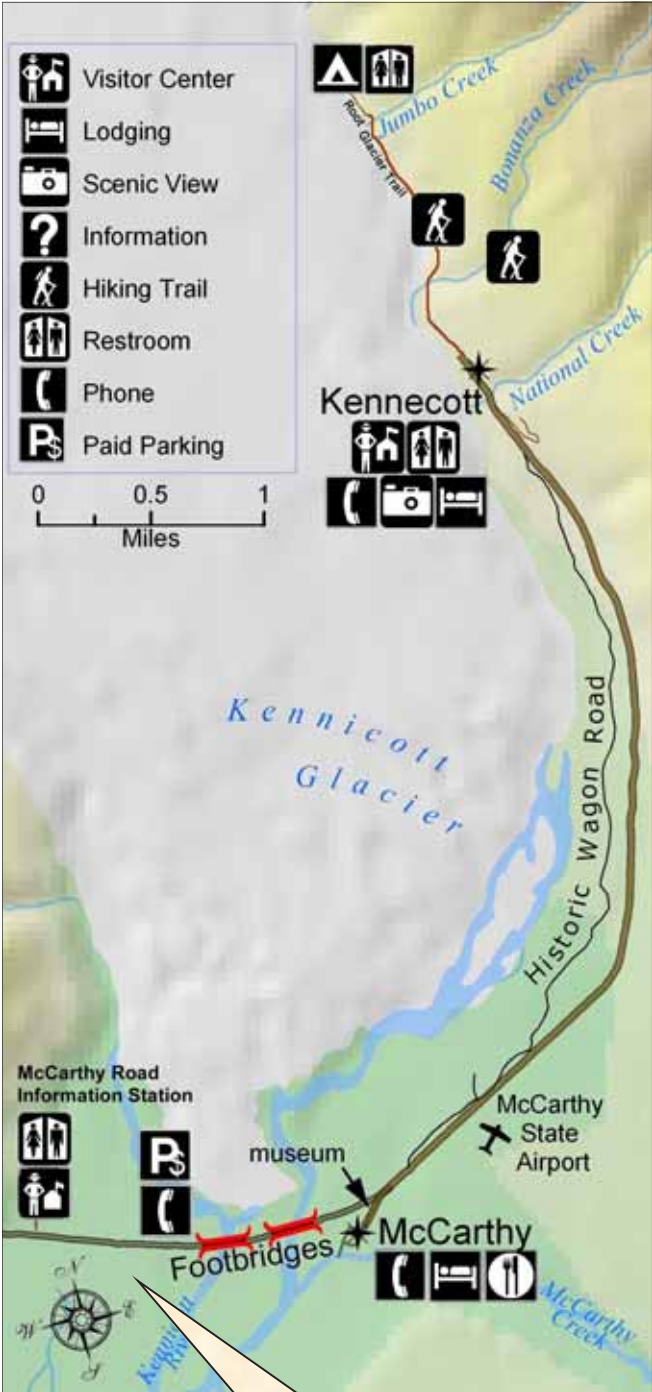 Visitor Center
Lodging
Scenic View
?
Information
Hiking Trail
Restroom
Phone
P$
Paid Parking
0 0.5 1
Miles
Jumbo Creek
Root Glacier Trail
Bonanza Creek
National Creek
Kennecott
Kennicott
Glacier
Historic Wagon Road
McCarthy Road
Information Station
P$
museum
McCarthy
State
Airport
McCarthy
Footbridges
Kennicott
River
McCarthy
Creek
N
W
E
S